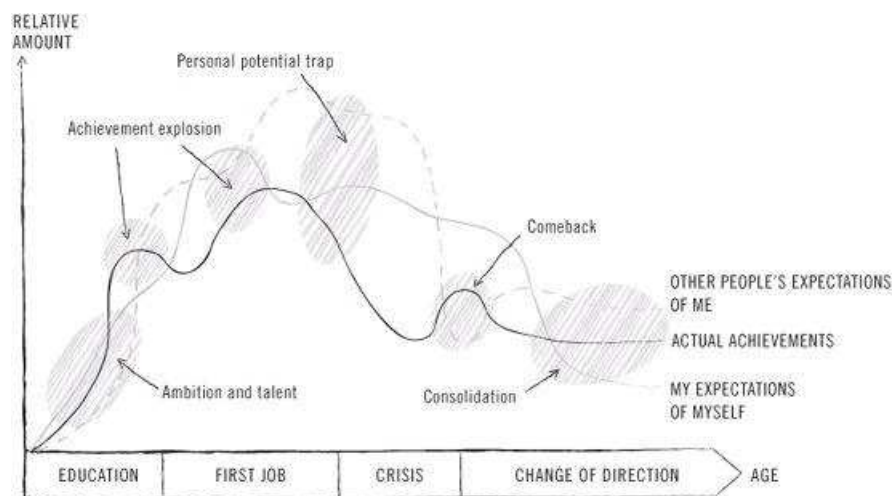 RELATIVE
AMOUNT
Personal potential trap
Achievement explosion
Comeback
OTHER PEOPLE'S EXPECTATIONS
OF ME
ACTUAL ACHIEVEMENTS
Ambition and talent
Consolidation
MY EXPECTATIONS
OF MYSELF
EDUCATION
FIRST JOB
CRISIS
CHANGE OF DIRECTION
AGE